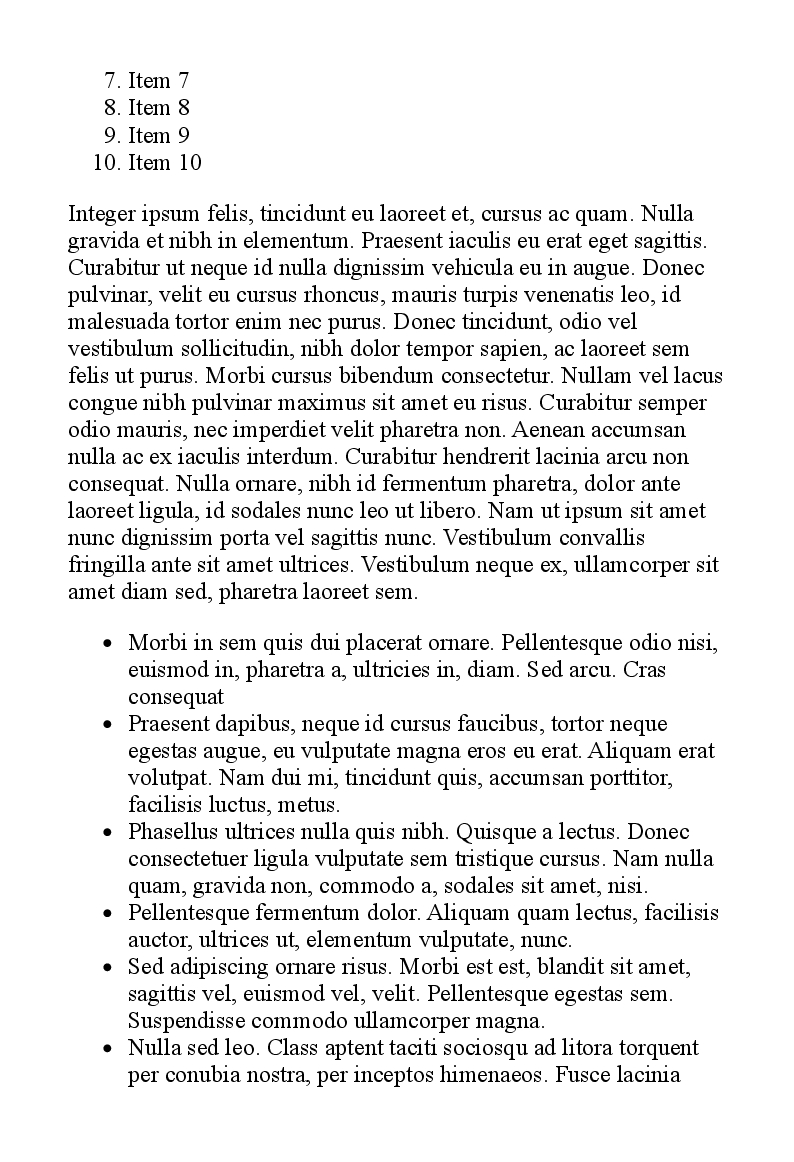 7. Item 7
8. Item 8
9. Item 9
10. Item 10
Integer ipsum felis, tincidunt eu laoreet et, cursus ac quam. Nulla
gravida et nibh in elementum. Praesent iaculis eu erat eget sagittis.
Curabitur ut neque id nulla dignissim vehicula eu in augue. Donec
pulvinar, velit eu cursus rhoncus, mauris turpis venenatis leo, id
malesuada tortor enim nec purus. Donec tincidunt, odio vel
vestibulum sollicitudin, nibh dolor tempor sapien, ac laoreet sem
felis ut purus. Morbi cursus bibendum consectetur. Nullam vel lacus
congue nibh pulvinar maximus sit amet eu risus. Curabitur semper
odio mauris, nec imperdiet velit pharetra non. Aenean accumsan
nulla ac ex iaculis interdum. Curabitur hendrerit lacinia arcu non
consequat. Nulla ornare, nibh id fermentum pharetra, dolor ante
laoreet ligula, id sodales nunc leo ut libero. Nam ut ipsum sit amet
nunc dignissim porta vel sagittis nunc. Vestibulum convallis
fringilla ante sit amet ultrices. Vestibulum neque ex, ullamcorper sit
amet diam sed, pharetra laoreet sem.
• Morbi in sem quis dui placerat ornare. Pellentesque odio nisi,
euismod in, pharetra a, ultricies in, diam. Sed arcu. Cras
consequat
• Praesent dapibus, neque id cursus faucibus, tortor neque
egestas augue, eu vulputate magna eros eu erat. Aliquam erat
volutpat. Nam dui mi, tincidunt quis, accumsan porttitor,
facilisis luctus, metus.
• Phasellus ultrices nulla quis nibh. Quisque a lectus. Donec
consectetuer ligula vulputate sem tristique cursus. Nam nulla
quam, gravida non, commodo a, sodales sit amet, nisi.
• Pellentesque fermentum dolor. Aliquam quam lectus, facilisis
auctor, ultrices ut, elementum vulputate, nunc.
• Sed adipiscing ornare risus. Morbi est est, blandit sit amet,
sagittis vel, euismod vel, velit. Pellentesque egestas sem.
Suspendisse commodo ullamcorper magna.
• Nulla sed leo. Class aptent taciti sociosqu ad litora torquent
per conubia nostra, per inceptos himenaeos. Fusce lacinia